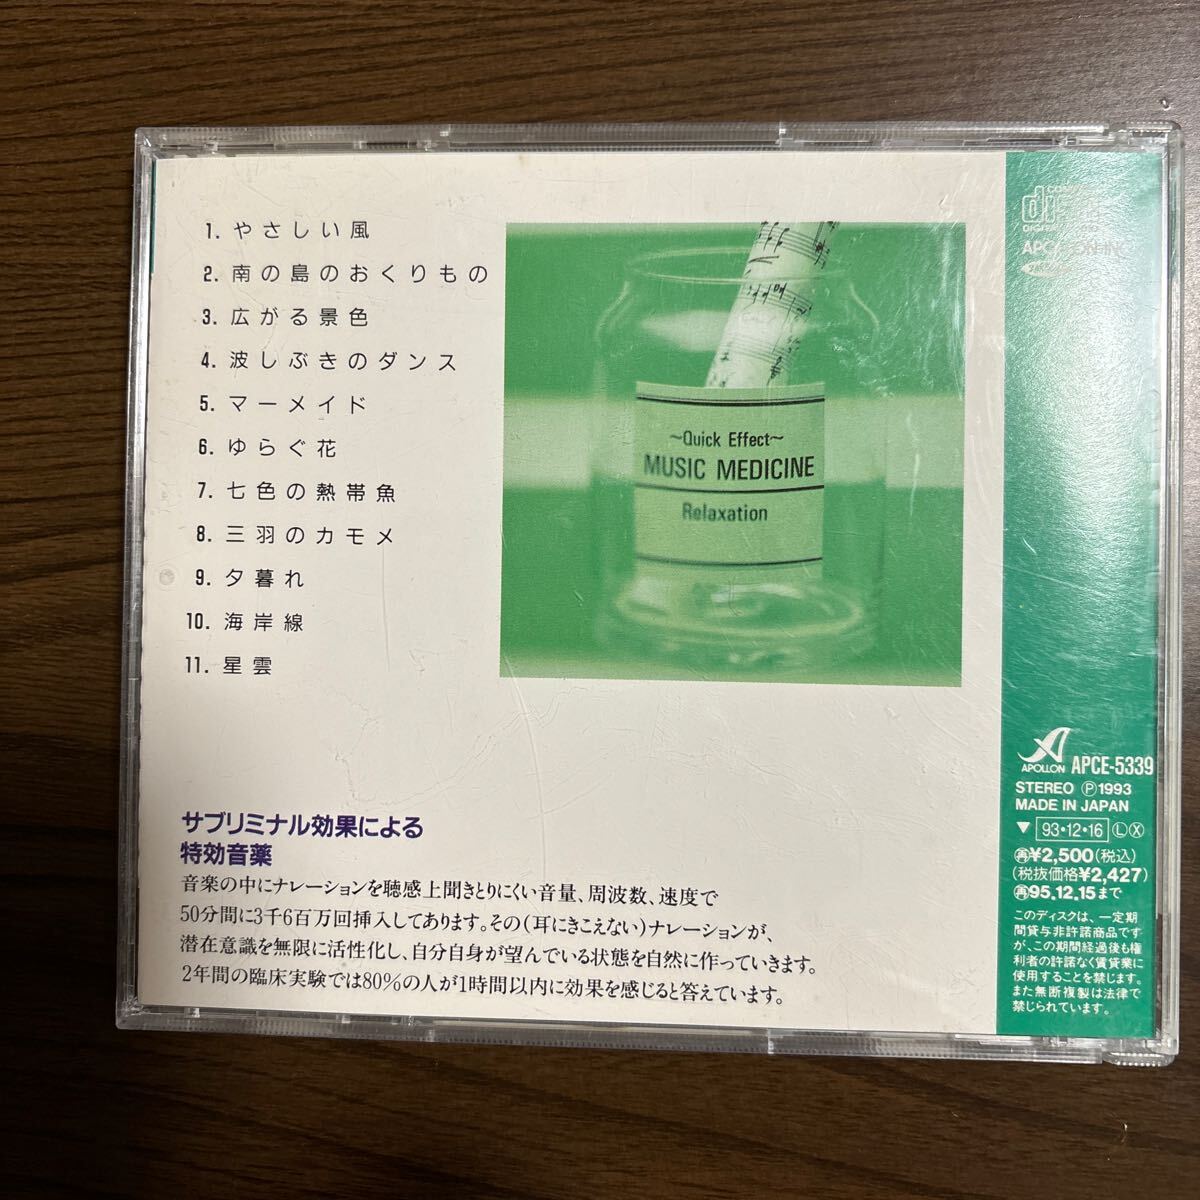 1. やさしい風
2. 南の島のおくりもの
3. 広がる景色
4. 波しぶきのダンス
5. マーメイド
6. ゆらぐ花
7. 七色の熱帯魚
8. 三羽のカモメ
9. 夕暮れ
10. 海岸線
11. 星雲
~Quick Effect~
MUSIC MEDICINE
Relaxation
サブリミナル効果による
特効音薬
音楽の中にナレーションを聴感上聞きとりにくい音量、周波数、速度で
50分間に3千6百万回挿入してあります。その(耳にきこえない)ナレーションが、
潜在意識を無限に活性化し、自分自身が望んでいる状態を自然に作っていきます。
2年間の臨床実験では80%の人が1時間以内に効果を感じると答えています。
APOLLON APCE-5339
STEREO Ⓟ1993
MADE IN JAPAN
▼ 93・12・16 Ⓛ Ⓧ
再¥2,500(税込)
(税抜価格¥2,427)
再95.12.15まで
このディスクは、一定期
間貸与非許諾商品です
が、この期間経過後も権
利者の許諾なく賃貸業に
使用することを禁じます。
また無断複製は法律で
禁じられています。